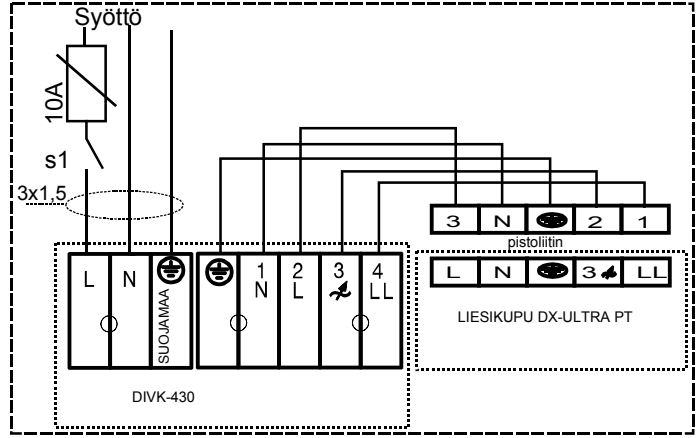 Syöttö
10A
s1
3x1,5
3 N 2 1
pistoliitin
L N SUOJAMAA 1 N 2 L 3 4 LL
L N 3 LL
LIESIKUPU DX-ULTRA PT
DIVK-430